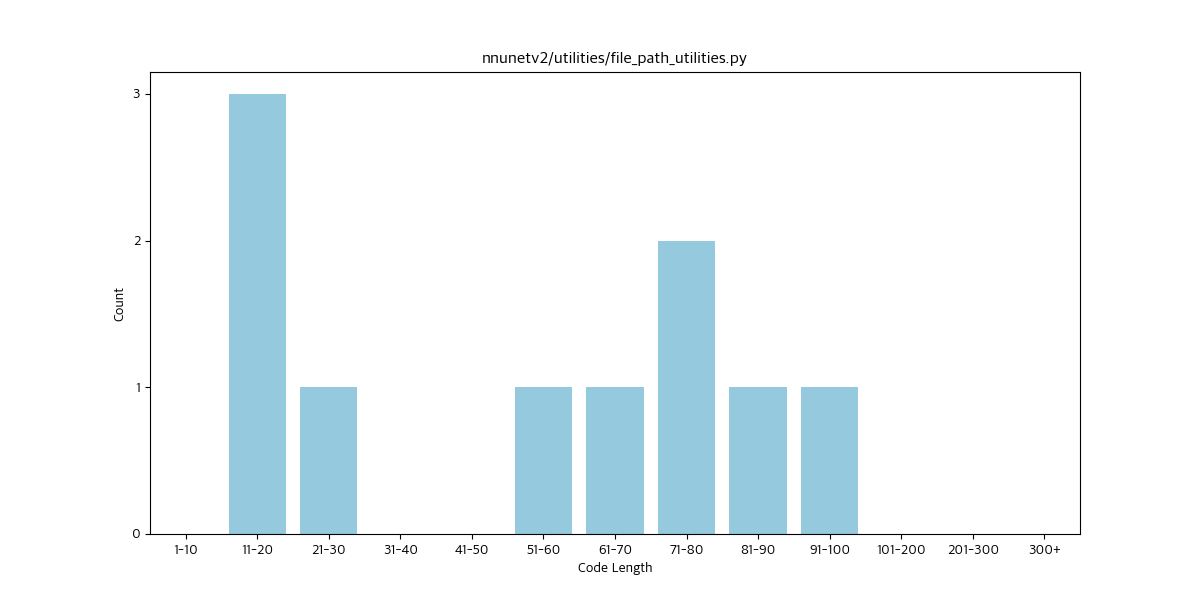 nnunetv2/utilities/file_path_utilities.py
3
2
1
0
Count
1-10 11-20 21-30 31-40 41-50 51-60 61-70 71-80 81-90 91-100 101-200 201-300 300+
Code Length